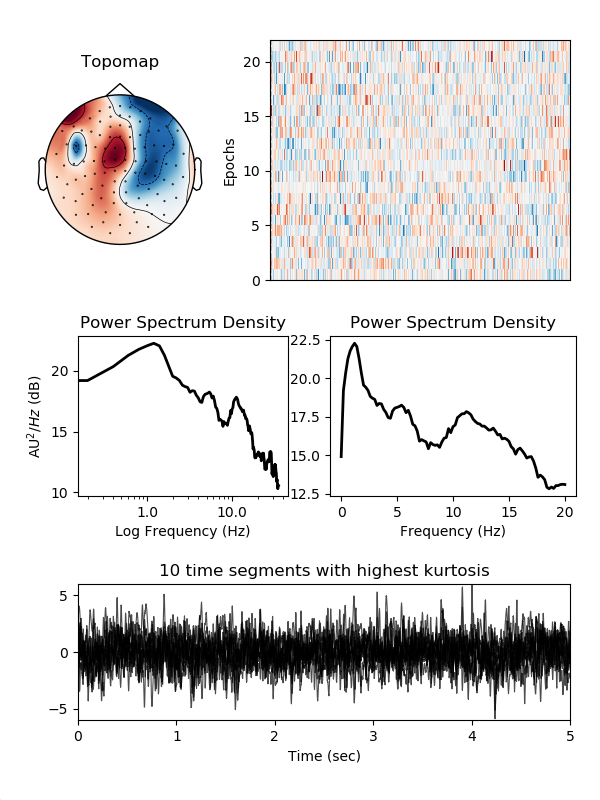 Topomap
Epochs
20
15
10
5
0
Power Spectrum Density
AU²/Hz (dB)
20
15
10
1.0 10.0
Log Frequency (Hz)
Power Spectrum Density
22.5
20.0
17.5
15.0
12.5
0 5 10 15 20
Frequency (Hz)
10 time segments with highest kurtosis
5
0
−5
0 1 2 3 4 5
Time (sec)